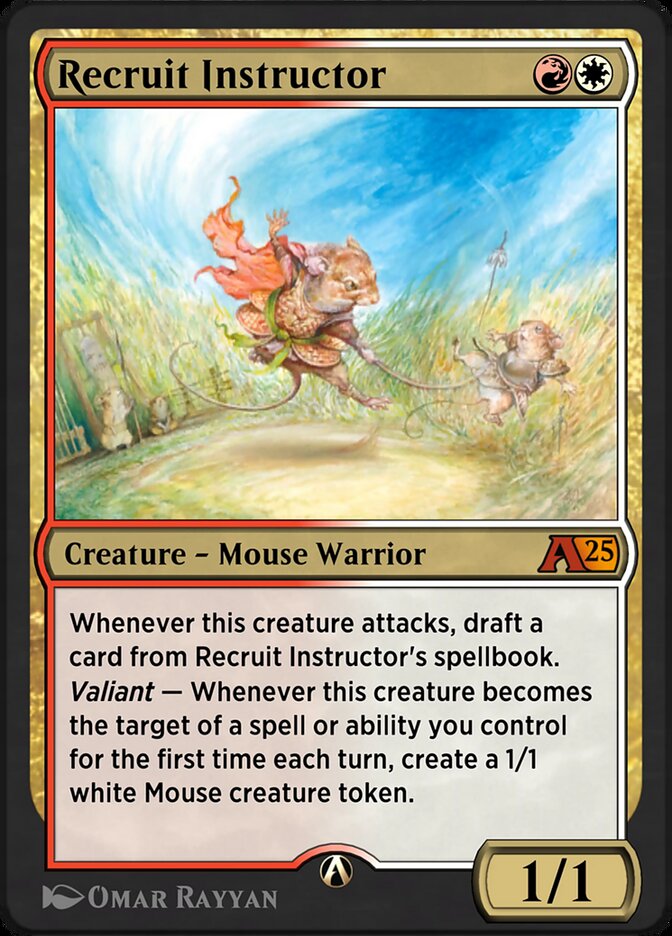 Recruit Instructor
Creature – Mouse Warrior
A25
Whenever this creature attacks, draft a
card from Recruit Instructor's spellbook.
Valiant — Whenever this creature becomes
the target of a spell or ability you control
for the first time each turn, create a 1/1
white Mouse creature token.
1/1
Omar Rayyan